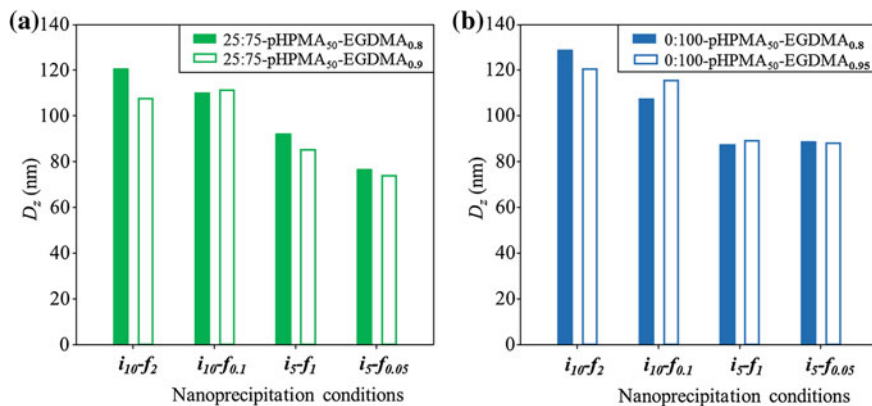 (a)
140
120
100
80
60
40
20
0
D_z (nm)
25:75-pHPMA₅₀-EGDMA₀.₈
25:75-pHPMA₅₀-EGDMA₀.₉
i₁₀-f₂ i₁₀-f₀.₁ i₅-f₁ i₅-f₀.₀₅
Nanoprecipitation conditions
(b)
140
120
100
80
60
40
20
0
D_z (nm)
0:100-pHPMA₅₀-EGDMA₀.₈
0:100-pHPMA₅₀-EGDMA₀.₉₅
i₁₀-f₂ i₁₀-f₀.₁ i₅-f₁ i₅-f₀.₀₅
Nanoprecipitation conditions